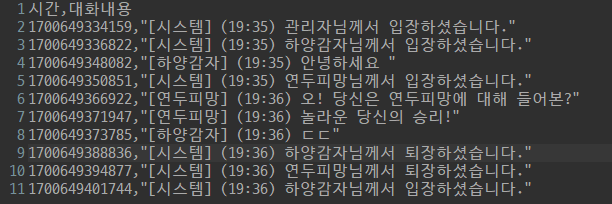 1 시간,대화내용
2 1700649334159,"[시스템] (19:35) 관리자님께서 입장하셨습니다."
3 1700649336822,"[시스템] (19:35) 하양감자님께서 입장하셨습니다."
4 1700649348082,"[하양감자] (19:35) 안녕하세요 "
5 1700649350851,"[시스템] (19:35) 연두피망님께서 입장하셨습니다."
6 1700649366922,"[연두피망] (19:36) 오! 당신은 연두피망에 대해 들어본?"
7 1700649371947,"[연두피망] (19:36) 놀라운 당신의 승리!"
8 1700649373785,"[하양감자] (19:36) ㄷㄷ"
9 1700649388836,"[시스템] (19:36) 하양감자님께서 퇴장하셨습니다."
10 1700649394877,"[시스템] (19:36) 연두피망님께서 퇴장하셨습니다."
11 1700649401744,"[시스템] (19:36) 하양감자님께서 입장하셨습니다."